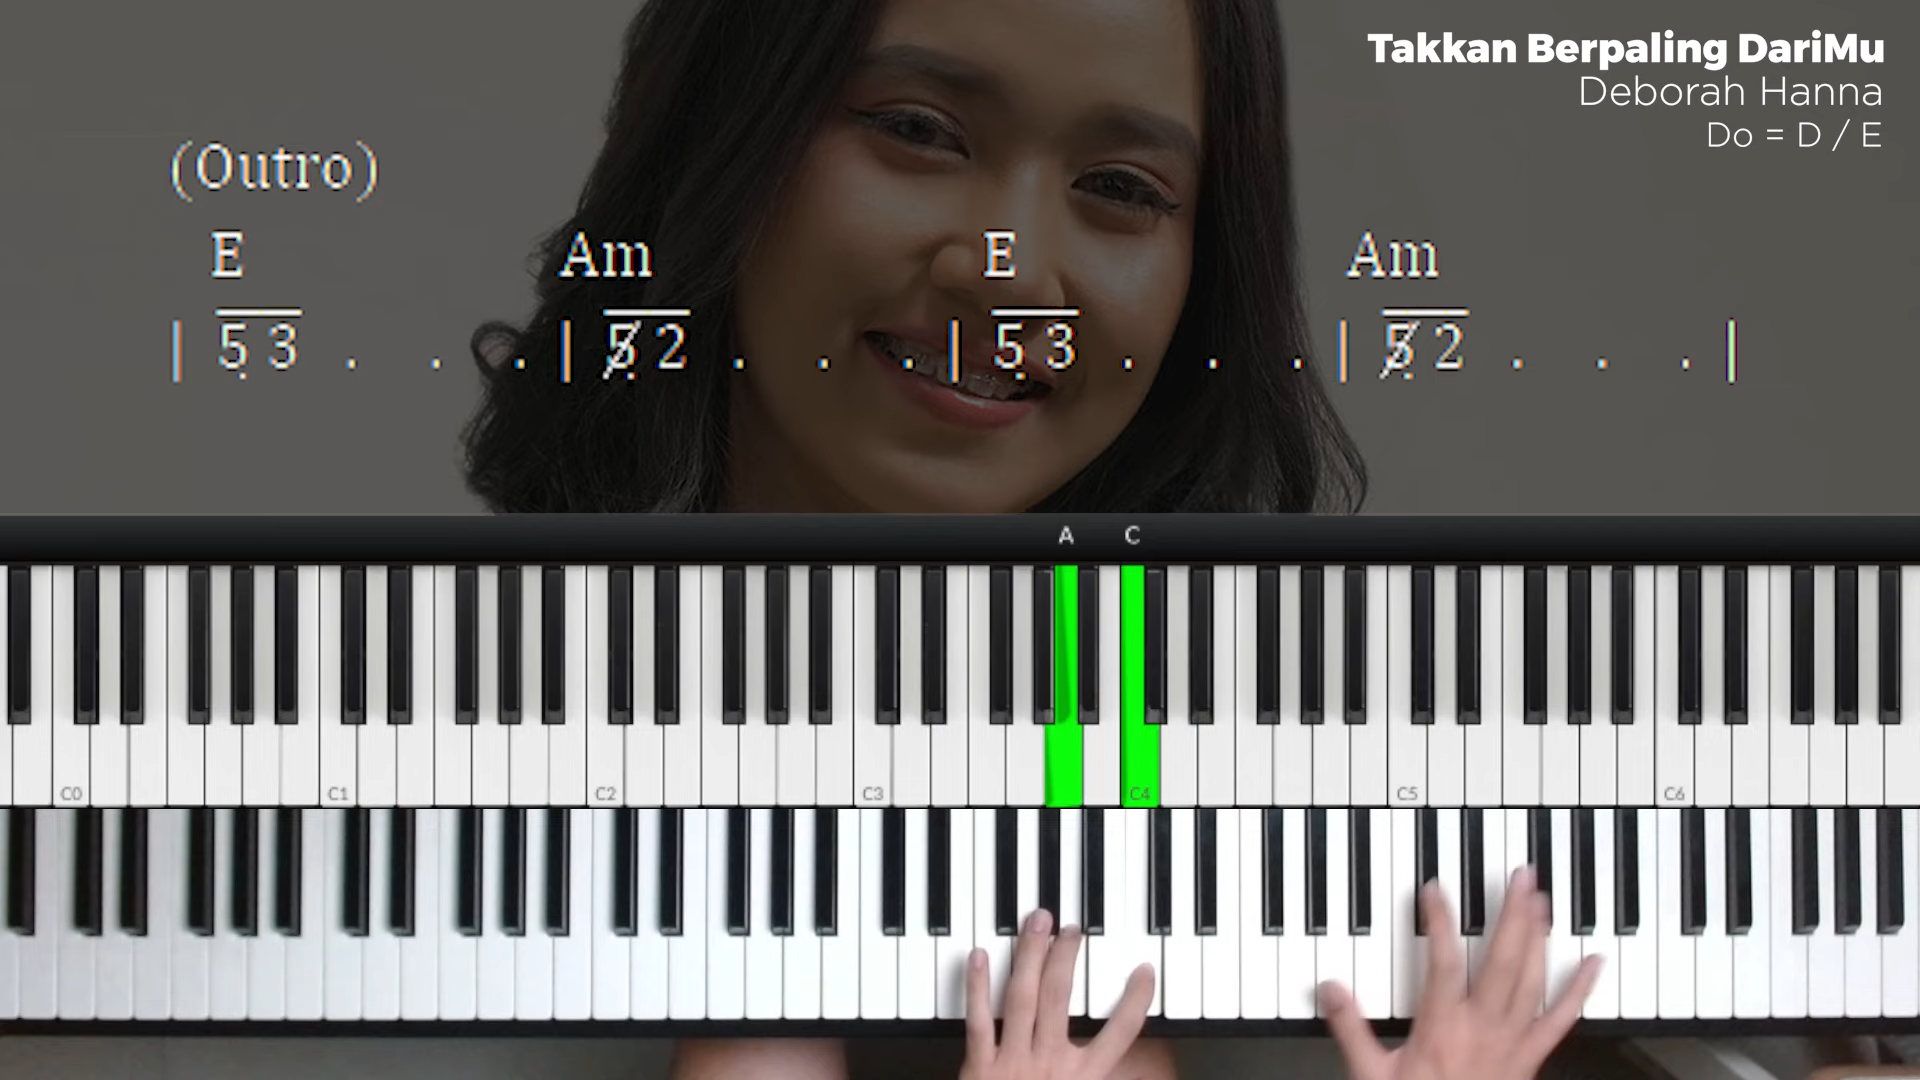 Takkan Berpaling DariMu
Deborah Hanna
Do = D / E
(Outro)
E Am E Am
| 5̣ 3 . . . | 5̸̣ 2 . . . | 5̣ 3 . . . | 5̸̣ 2 . . . |
A C
C0 C1 C2 C3 C4 C5 C6